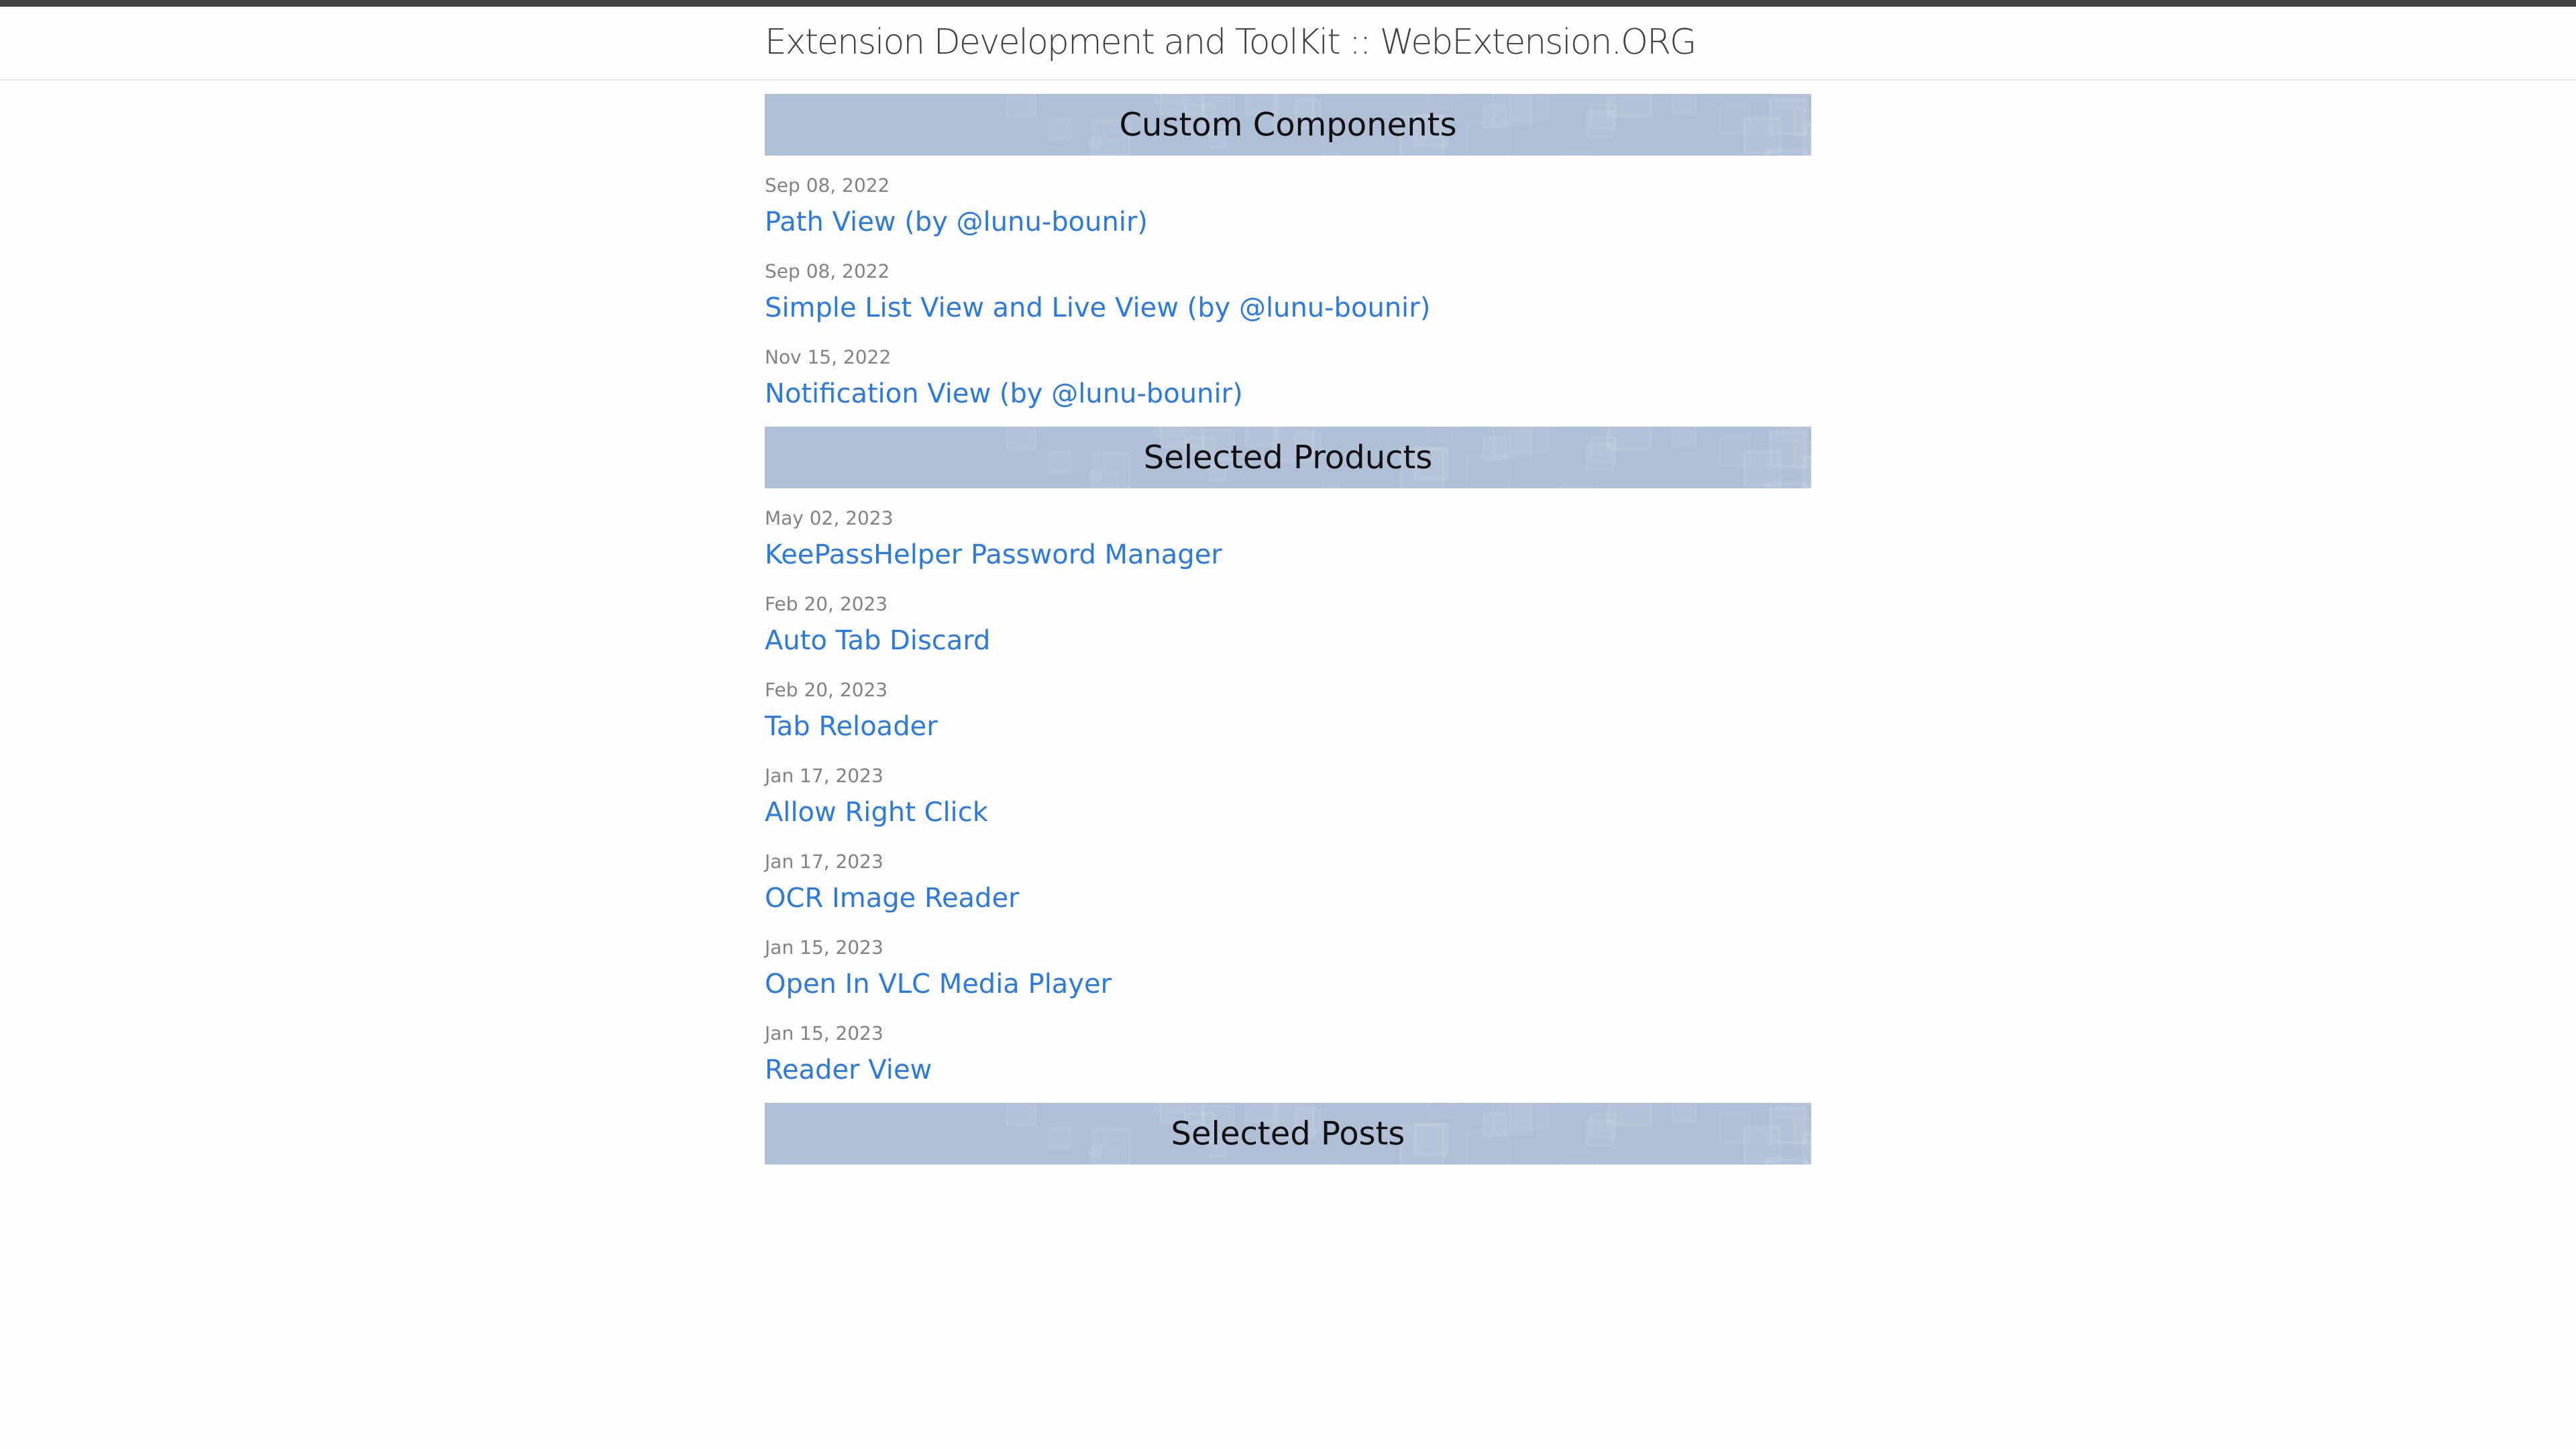 Extension Development and ToolKit :: WebExtension.ORG
Custom Components
Sep 08, 2022
Path View (by @lunu-bounir)
Sep 08, 2022
Simple List View and Live View (by @lunu-bounir)
Nov 15, 2022
Notification View (by @lunu-bounir)
Selected Products
May 02, 2023
KeePassHelper Password Manager
Feb 20, 2023
Auto Tab Discard
Feb 20, 2023
Tab Reloader
Jan 17, 2023
Allow Right Click
Jan 17, 2023
OCR Image Reader
Jan 15, 2023
Open In VLC Media Player
Jan 15, 2023
Reader View
Selected Posts